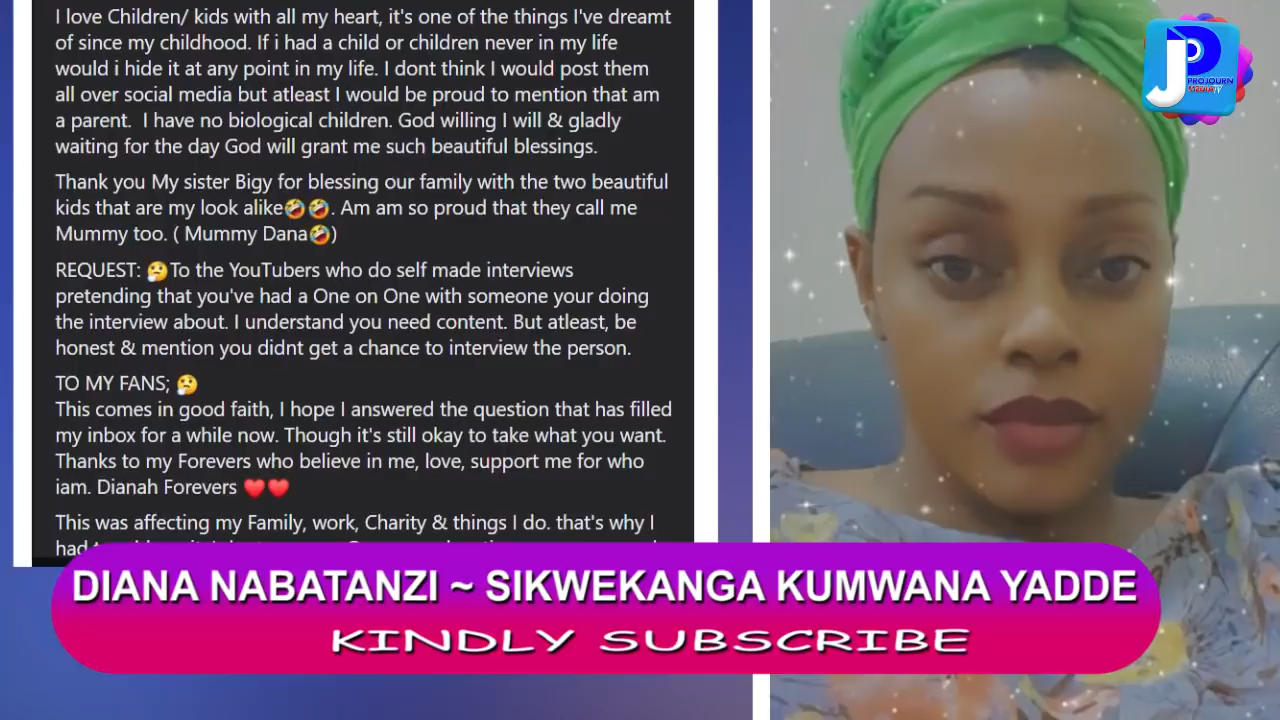 I love Children/ kids with all my heart, it's one of the things I've dreamt
of since my childhood. If i had a child or children never in my life
would i hide it at any point in my life. I dont think I would post them
all over social media but atleast I would be proud to mention that am
a parent.  I have no biological children. God willing I will & gladly
waiting for the day God will grant me such beautiful blessings.
Thank you My sister Bigy for blessing our family with the two beautiful
kids that are my look alike🤣🤣. Am am so proud that they call me
Mummy too. ( Mummy Dana🤣)
REQUEST: 🤔To the YouTubers who do self made interviews
pretending that you've had a One on One with someone your doing
the interview about. I understand you need content. But atleast, be
honest & mention you didnt get a chance to interview the person.
TO MY FANS; 🤔
This comes in good faith, I hope I answered the question that has filled
my inbox for a while now. Though it's still okay to take what you want.
Thanks to my Forevers who believe in me, love, support me for who
iam. Dianah Forevers ❤️❤️
This was affecting my Family, work, Charity & things I do. that's why I
had
DIANA NABATANZI ~ SIKWEKANGA KUMWANA YADDE
KINDLY SUBSCRIBE
JP
PROJOURN
MEDIA TV